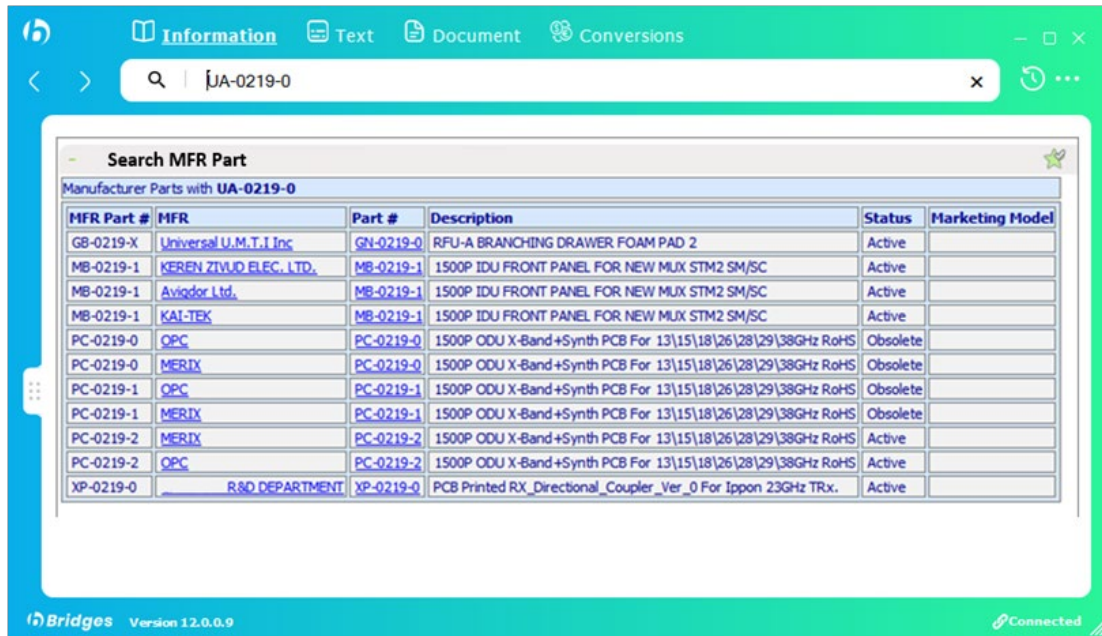 Information Text Document Conversions
UA-0219-0
Search MFR Part
Manufacturer Parts with UA-0219-0
MFR Part # MFR Part # Description Status Marketing Model
GB-0219-X Universal U.M.T.I Inc GN-0219-0 RFU-A BRANCHING DRAWER FOAM PAD 2 Active
MB-0219-1 KEREN ZIVUD ELEC. LTD. MB-0219-1 1500P IDU FRONT PANEL FOR NEW MUX STM2 SM/SC Active
MB-0219-1 Avigdor Ltd. MB-0219-1 1500P IDU FRONT PANEL FOR NEW MUX STM2 SM/SC Active
MB-0219-1 KAI-TEK MB-0219-1 1500P IDU FRONT PANEL FOR NEW MUX STM2 SM/SC Active
PC-0219-0 OPC PC-0219-0 1500P ODU X-Band+Synth PCB For 13\15\18\26\28\29\38GHz RoHS Obsolete
PC-0219-0 MERIX PC-0219-0 1500P ODU X-Band+Synth PCB For 13\15\18\26\28\29\38GHz RoHS Obsolete
PC-0219-1 OPC PC-0219-1 1500P ODU X-Band+Synth PCB For 13\15\18\26\28\29\38GHz RoHS Obsolete
PC-0219-1 MERIX PC-0219-1 1500P ODU X-Band+Synth PCB For 13\15\18\26\28\29\38GHz RoHS Obsolete
PC-0219-2 MERIX PC-0219-2 1500P ODU X-Band+Synth PCB For 13\15\18\26\28\29\38GHz RoHS Active
PC-0219-2 OPC PC-0219-2 1500P ODU X-Band+Synth PCB For 13\15\18\26\28\29\38GHz RoHS Active
XP-0219-0 R&D DEPARTMENT XP-0219-0 PCB Printed RX_Directional_Coupler_Ver_0 For Ippon 23GHz TRx. Active
Bridges Version 12.0.0.9 Connected